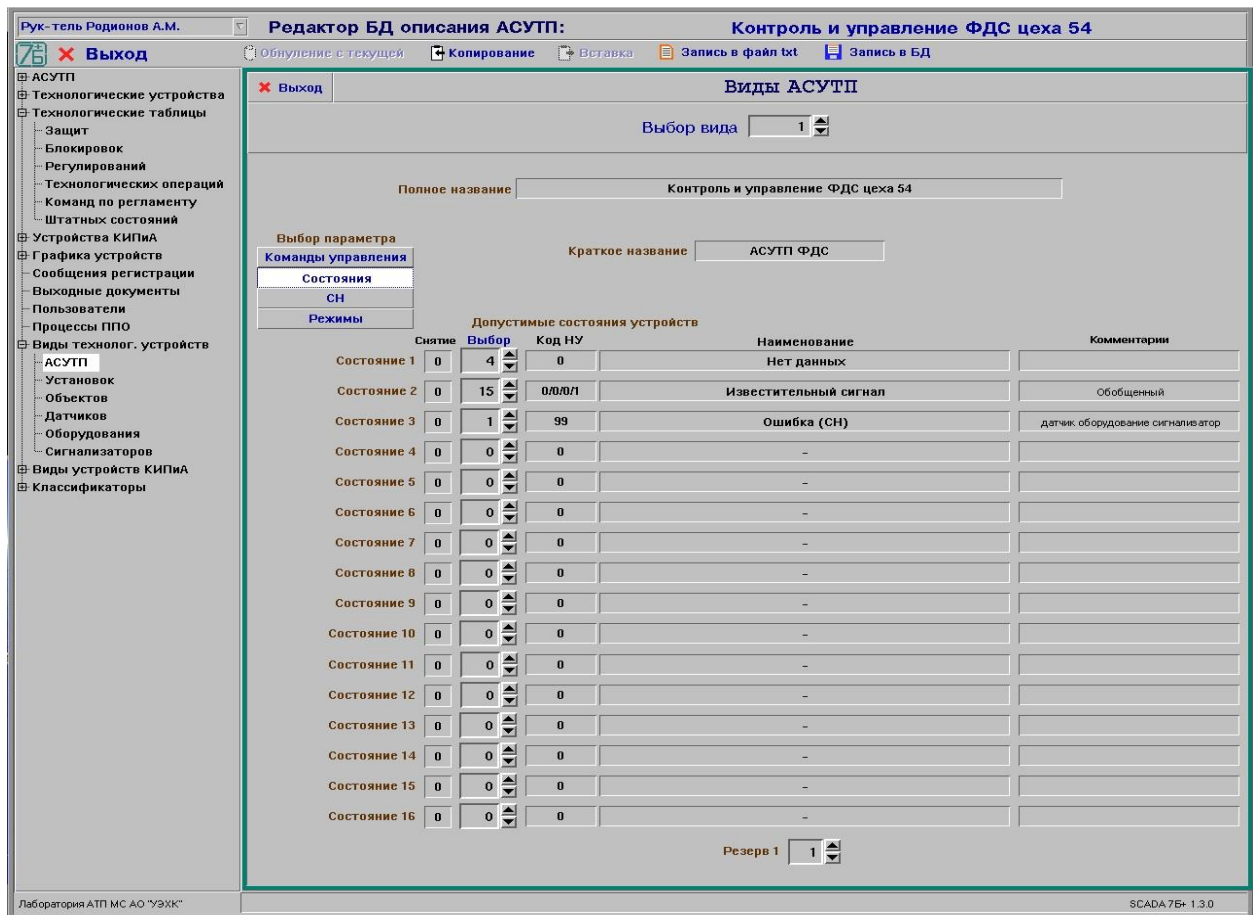 Рук-тель Родионов А.М. Редактор БД описания АСУТП: Контроль и управление ФДС цеха 54
7Б+ Выход Обнуление с текущей Копирование Вставка Запись в файл txt Запись в БД
АСУТП
Технологические устройства
Технологические таблицы
Защит
Блокировок
Регулирований
Технологических операций
Команд по регламенту
Штатных состояний
Устройства КИПиА
Графика устройств
Сообщения регистрации
Выходные документы
Пользователи
Процессы ППО
Виды технолог. устройств
АСУТП
Установок
Объектов
Датчиков
Оборудования
Сигнализаторов
Виды устройств КИПиА
Классификаторы
Выход Виды АСУТП
Выбор вида 1
Полное название Контроль и управление ФДС цеха 54
Краткое название АСУТП ФДС
Выбор параметра
Команды управления
Состояния
СН
Режимы
Допустимые состояния устройств
Снятие Выбор Код НУ Наименование Комментарии
Состояние 1 0 4 0 Нет данных
Состояние 2 0 15 0/0/0/1 Известительный сигнал Обобщенный
Состояние 3 0 1 99 Ошибка (СН) датчик оборудование сигнализатор
Состояние 4 0 0 0 -
Состояние 5 0 0 0 -
Состояние 6 0 0 0 -
Состояние 7 0 0 0 -
Состояние 8 0 0 0 -
Состояние 9 0 0 0 -
Состояние 10 0 0 0 -
Состояние 11 0 0 0 -
Состояние 12 0 0 0 -
Состояние 13 0 0 0 -
Состояние 14 0 0 0 -
Состояние 15 0 0 0 -
Состояние 16 0 0 0 -
Резерв 1 1
Лаборатория АТП МС АО "УЭХК" SCADA 7Б+ 1.3.0